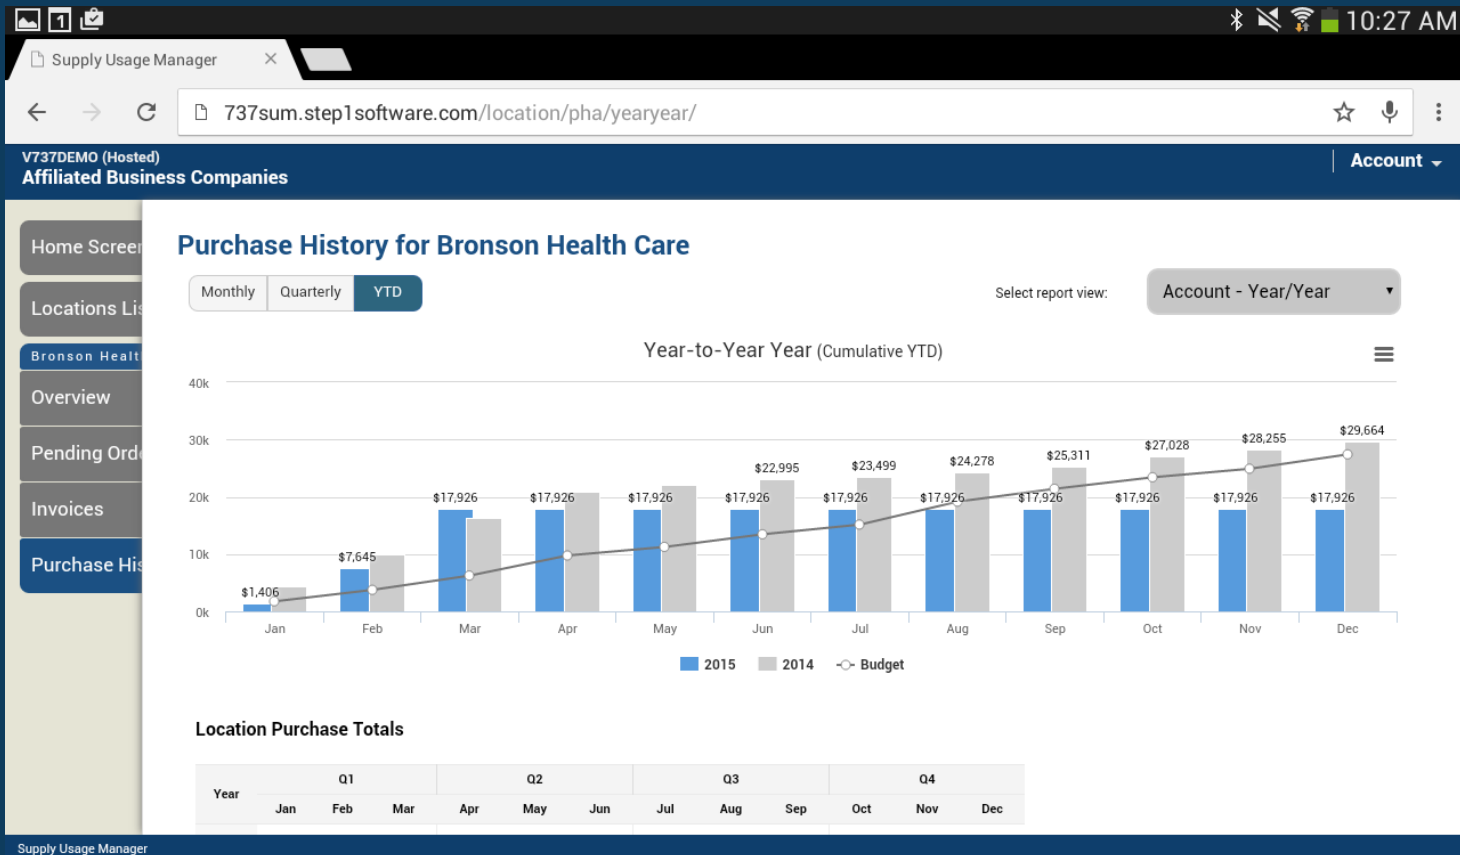 1 10:27 AM
Supply Usage Manager ×
737sum.step1software.com/location/pha/yearyear/
V737DEMO (Hosted)
Affiliated Business Companies
Account
Home Screen
Locations Lis
Bronson Healt
Overview
Pending Orde
Invoices
Purchase His
Purchase History for Bronson Health Care
Monthly Quarterly YTD
Select report view: Account - Year/Year
Year-to-Year Year (Cumulative YTD)
40k
30k
20k
10k
0k
$1,406 $7,645 $17,926 $17,926 $17,926 $17,926 $17,926 $17,926 $17,926 $17,926 $17,926 $17,926
$22,995 $23,499 $24,278 $25,311 $27,028 $28,255 $29,664
Jan Feb Mar Apr May Jun Jul Aug Sep Oct Nov Dec
2015 2014 Budget
Location Purchase Totals
Year Q1 Q2 Q3 Q4
Jan Feb Mar Apr May Jun Jul Aug Sep Oct Nov Dec
Supply Usage Manager